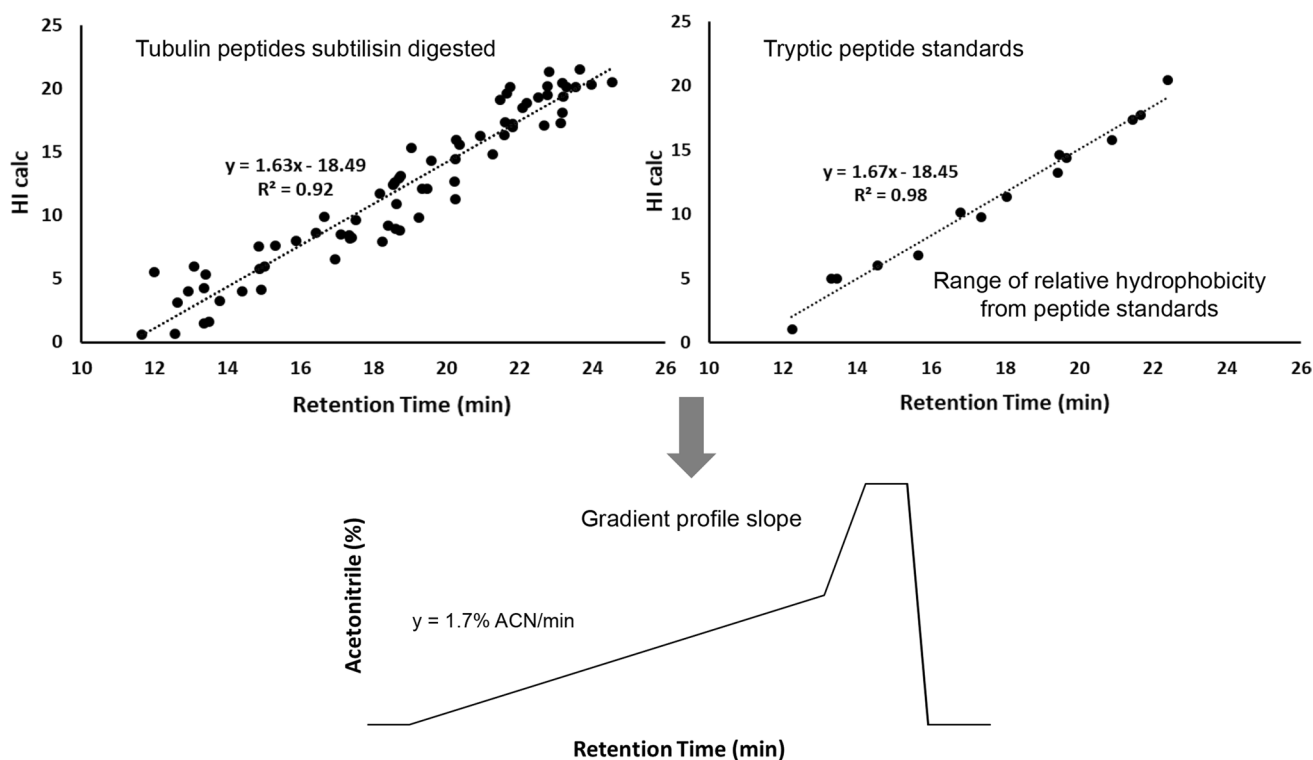 Tubulin peptides subtilisin digested
HI calc
25
20
15
10
5
0
y = 1.63x - 18.49
R² = 0.92
10 12 14 16 18 20 22 24 26
Retention Time (min)
Tryptic peptide standards
HI calc
25
20
15
10
5
0
y = 1.67x - 18.45
R² = 0.98
Range of relative hydrophobicity
from peptide standards
10 12 14 16 18 20 22 24 26
Retention Time (min)
Gradient profile slope
Acetonitrile (%)
y = 1.7% ACN/min
Retention Time (min)